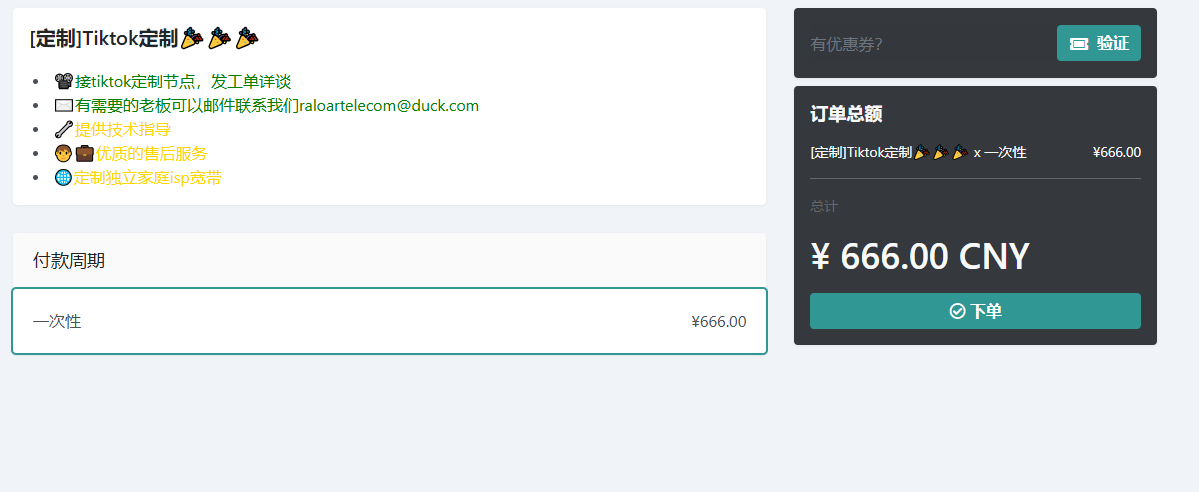 [定制]Tiktok定制🎉🎉🎉
📽接tiktok定制节点，发工单详谈
✉有需要的老板可以邮件联系我们raloartelecom@duck.com
🔧提供技术指导
🧑💼优质的售后服务
🌐定制独立家庭isp宽带
付款周期
一次性 ¥666.00
有优惠券? 验证
订单总额
[定制]Tiktok定制🎉🎉🎉 x 一次性 ¥666.00
总计
¥ 666.00 CNY
下单